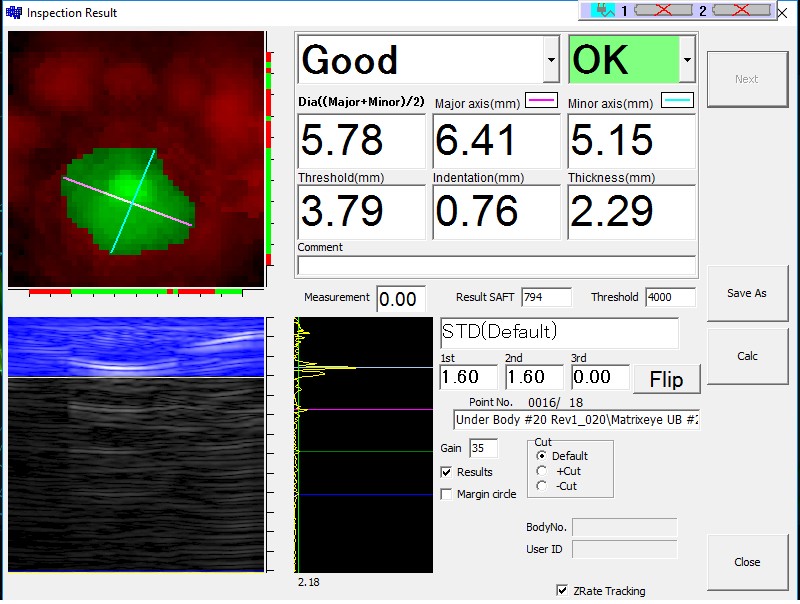 Inspection Result
1
2
Good
OK
Next
Dia((Major+Minor)/2)
Major axis(mm)
Minor axis(mm)
5.78
6.41
5.15
Threshold(mm)
Indentation(mm)
Thickness(mm)
3.79
0.76
2.29
Comment
Measurement 0.00
Result SAFT 794
Threshold 4000
Save As
STD(Default)
1st
2nd
3rd
1.60
1.60
0.00
Flip
Calc
Point No. 0016/ 18
Under Body #20 Rev1_020\Matrixeye UB #2
Gain 35
Cut
Default
+Cut
-Cut
Results
Margin circle
BodyNo.
User ID
Close
2.18
ZRate Tracking